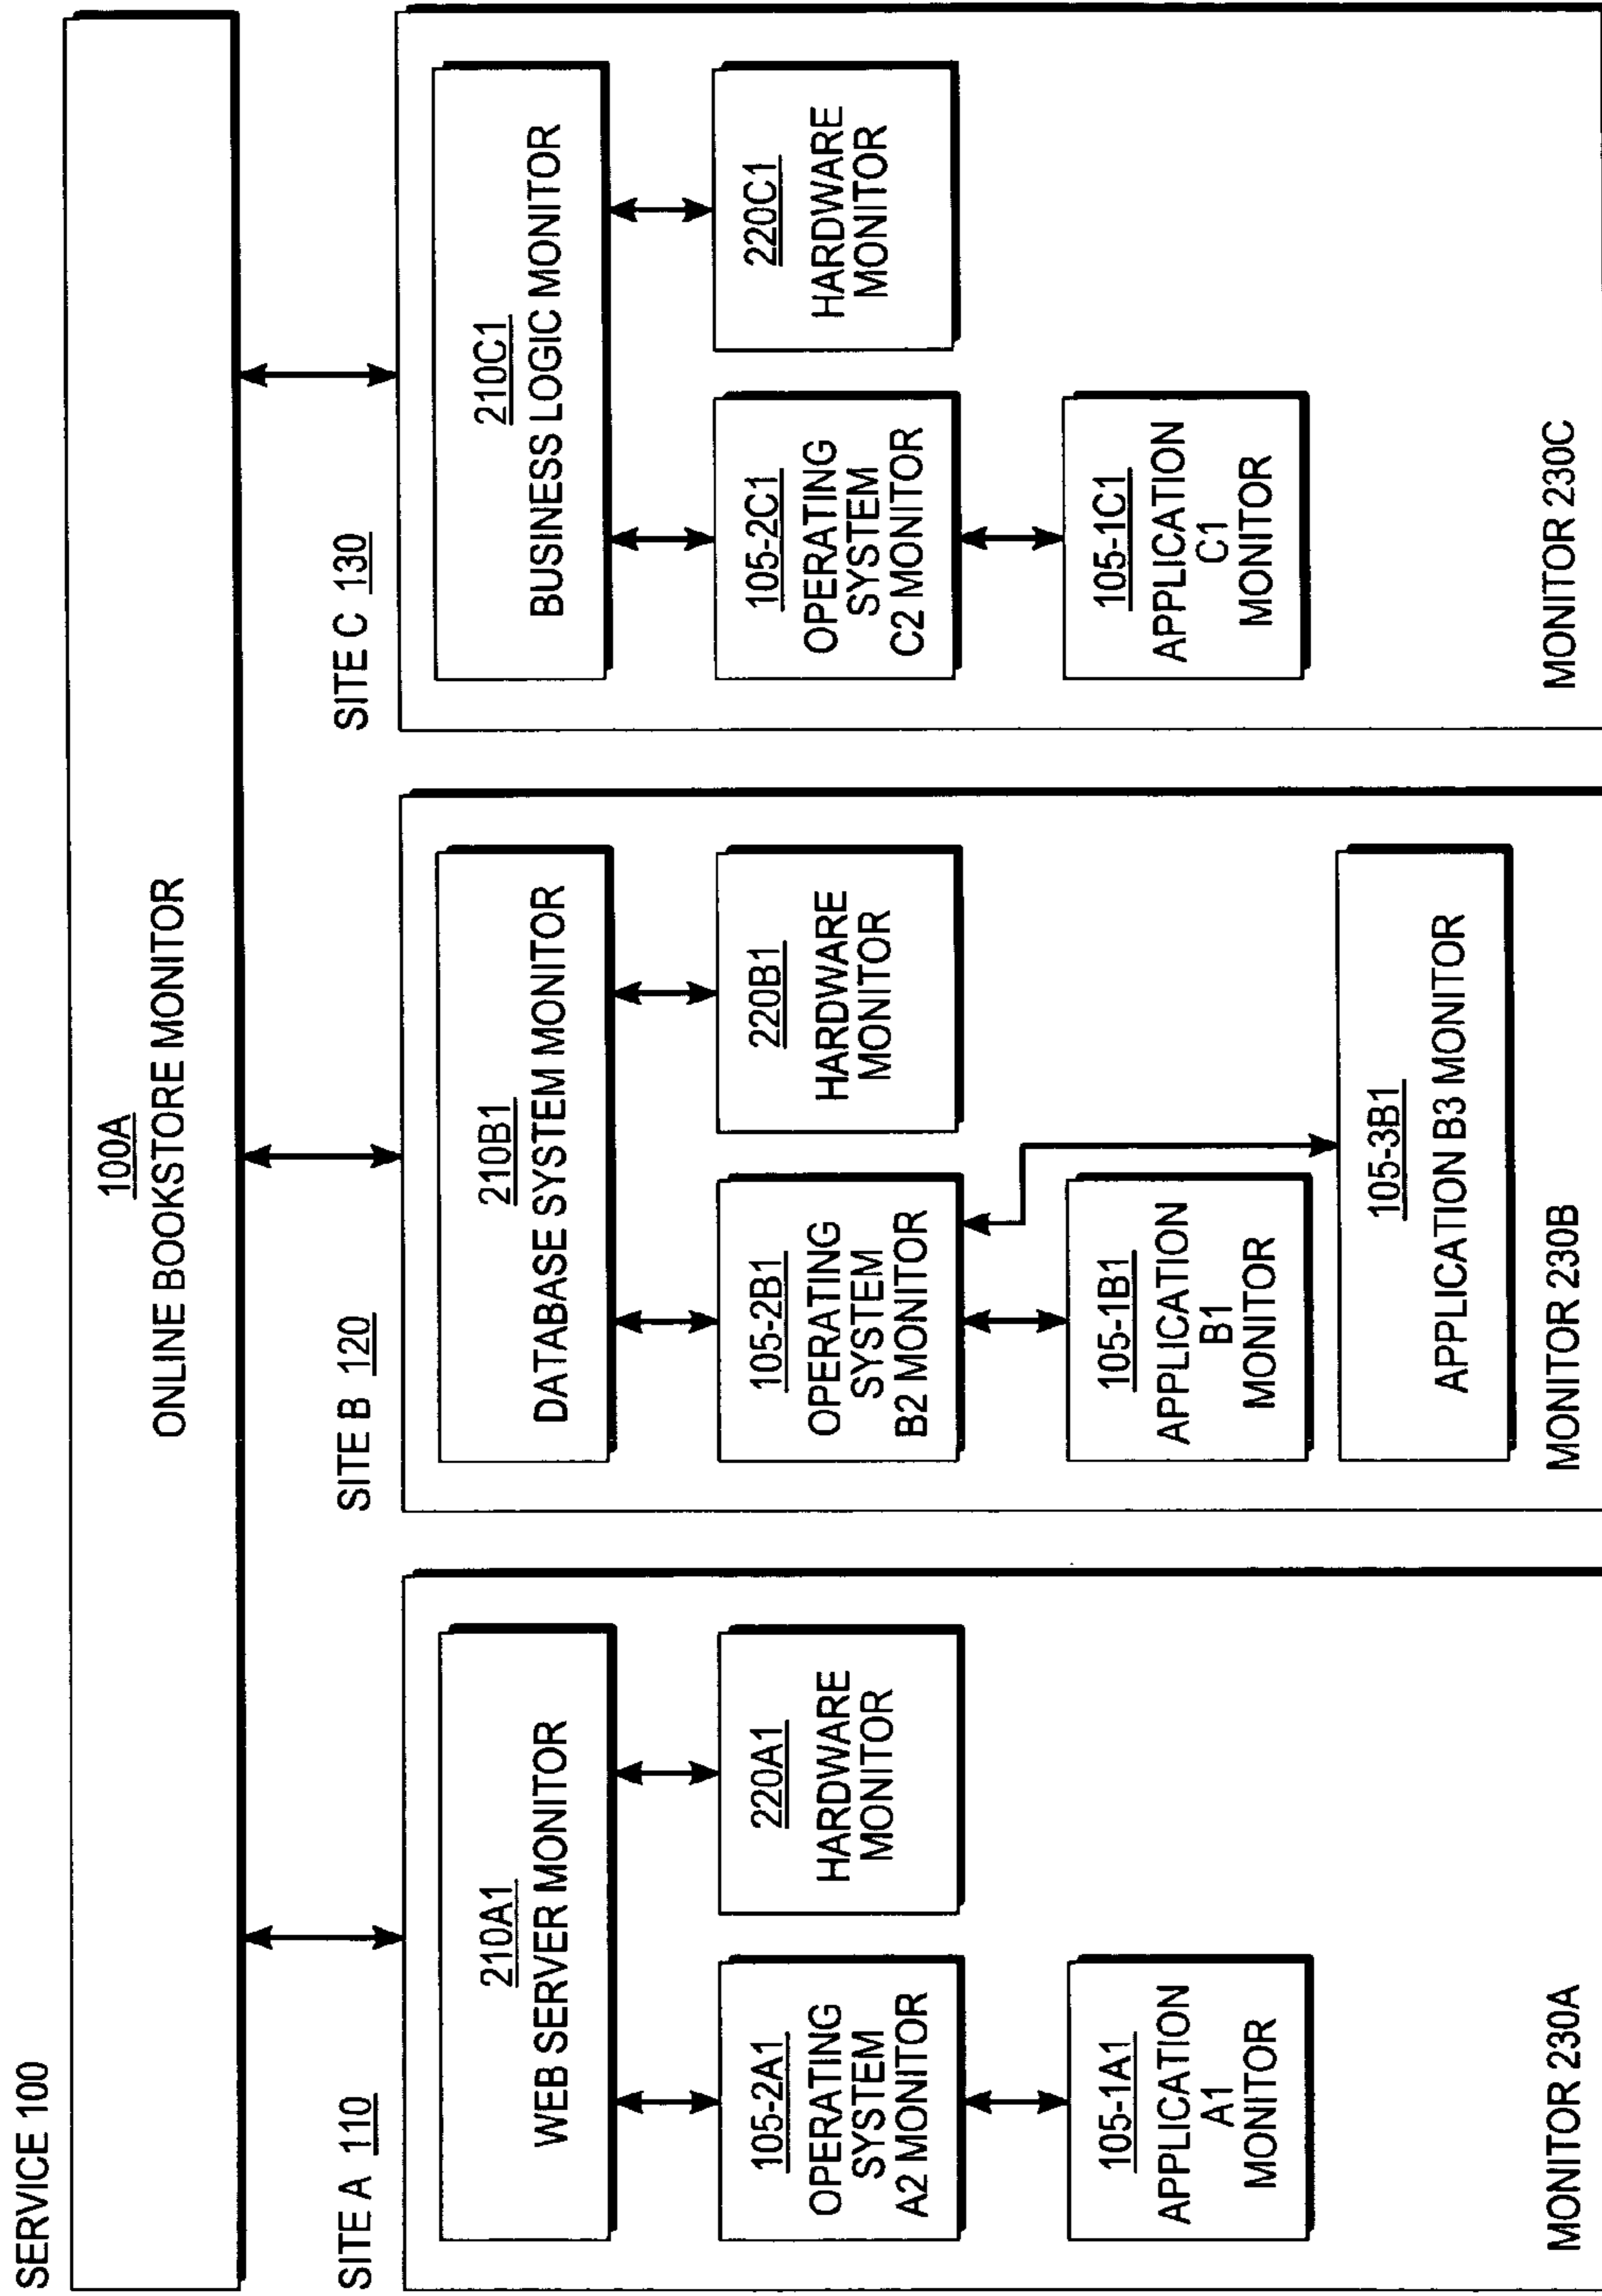 SERVICE 100
100A
ONLINE BOOKSTORE MONITOR
SITE A 110
210A1
WEB SERVER MONITOR
105-2A1
OPERATING
SYSTEM
A2 MONITOR
220A1
HARDWARE
MONITOR
105-1A1
APPLICATION
A1
MONITOR
MONITOR 230A
SITE B 120
210B1
DATABASE SYSTEM MONITOR
105-2B1
OPERATING
SYSTEM
B2 MONITOR
220B1
HARDWARE
MONITOR
105-1B1
APPLICATION
B1
MONITOR
105-3B1
APPLICATION B3 MONITOR
MONITOR 230B
SITE C 130
210C1
BUSINESS LOGIC MONITOR
105-2C1
OPERATING
SYSTEM
C2 MONITOR
220C1
HARDWARE
MONITOR
105-1C1
APPLICATION
C1
MONITOR
MONITOR 230C